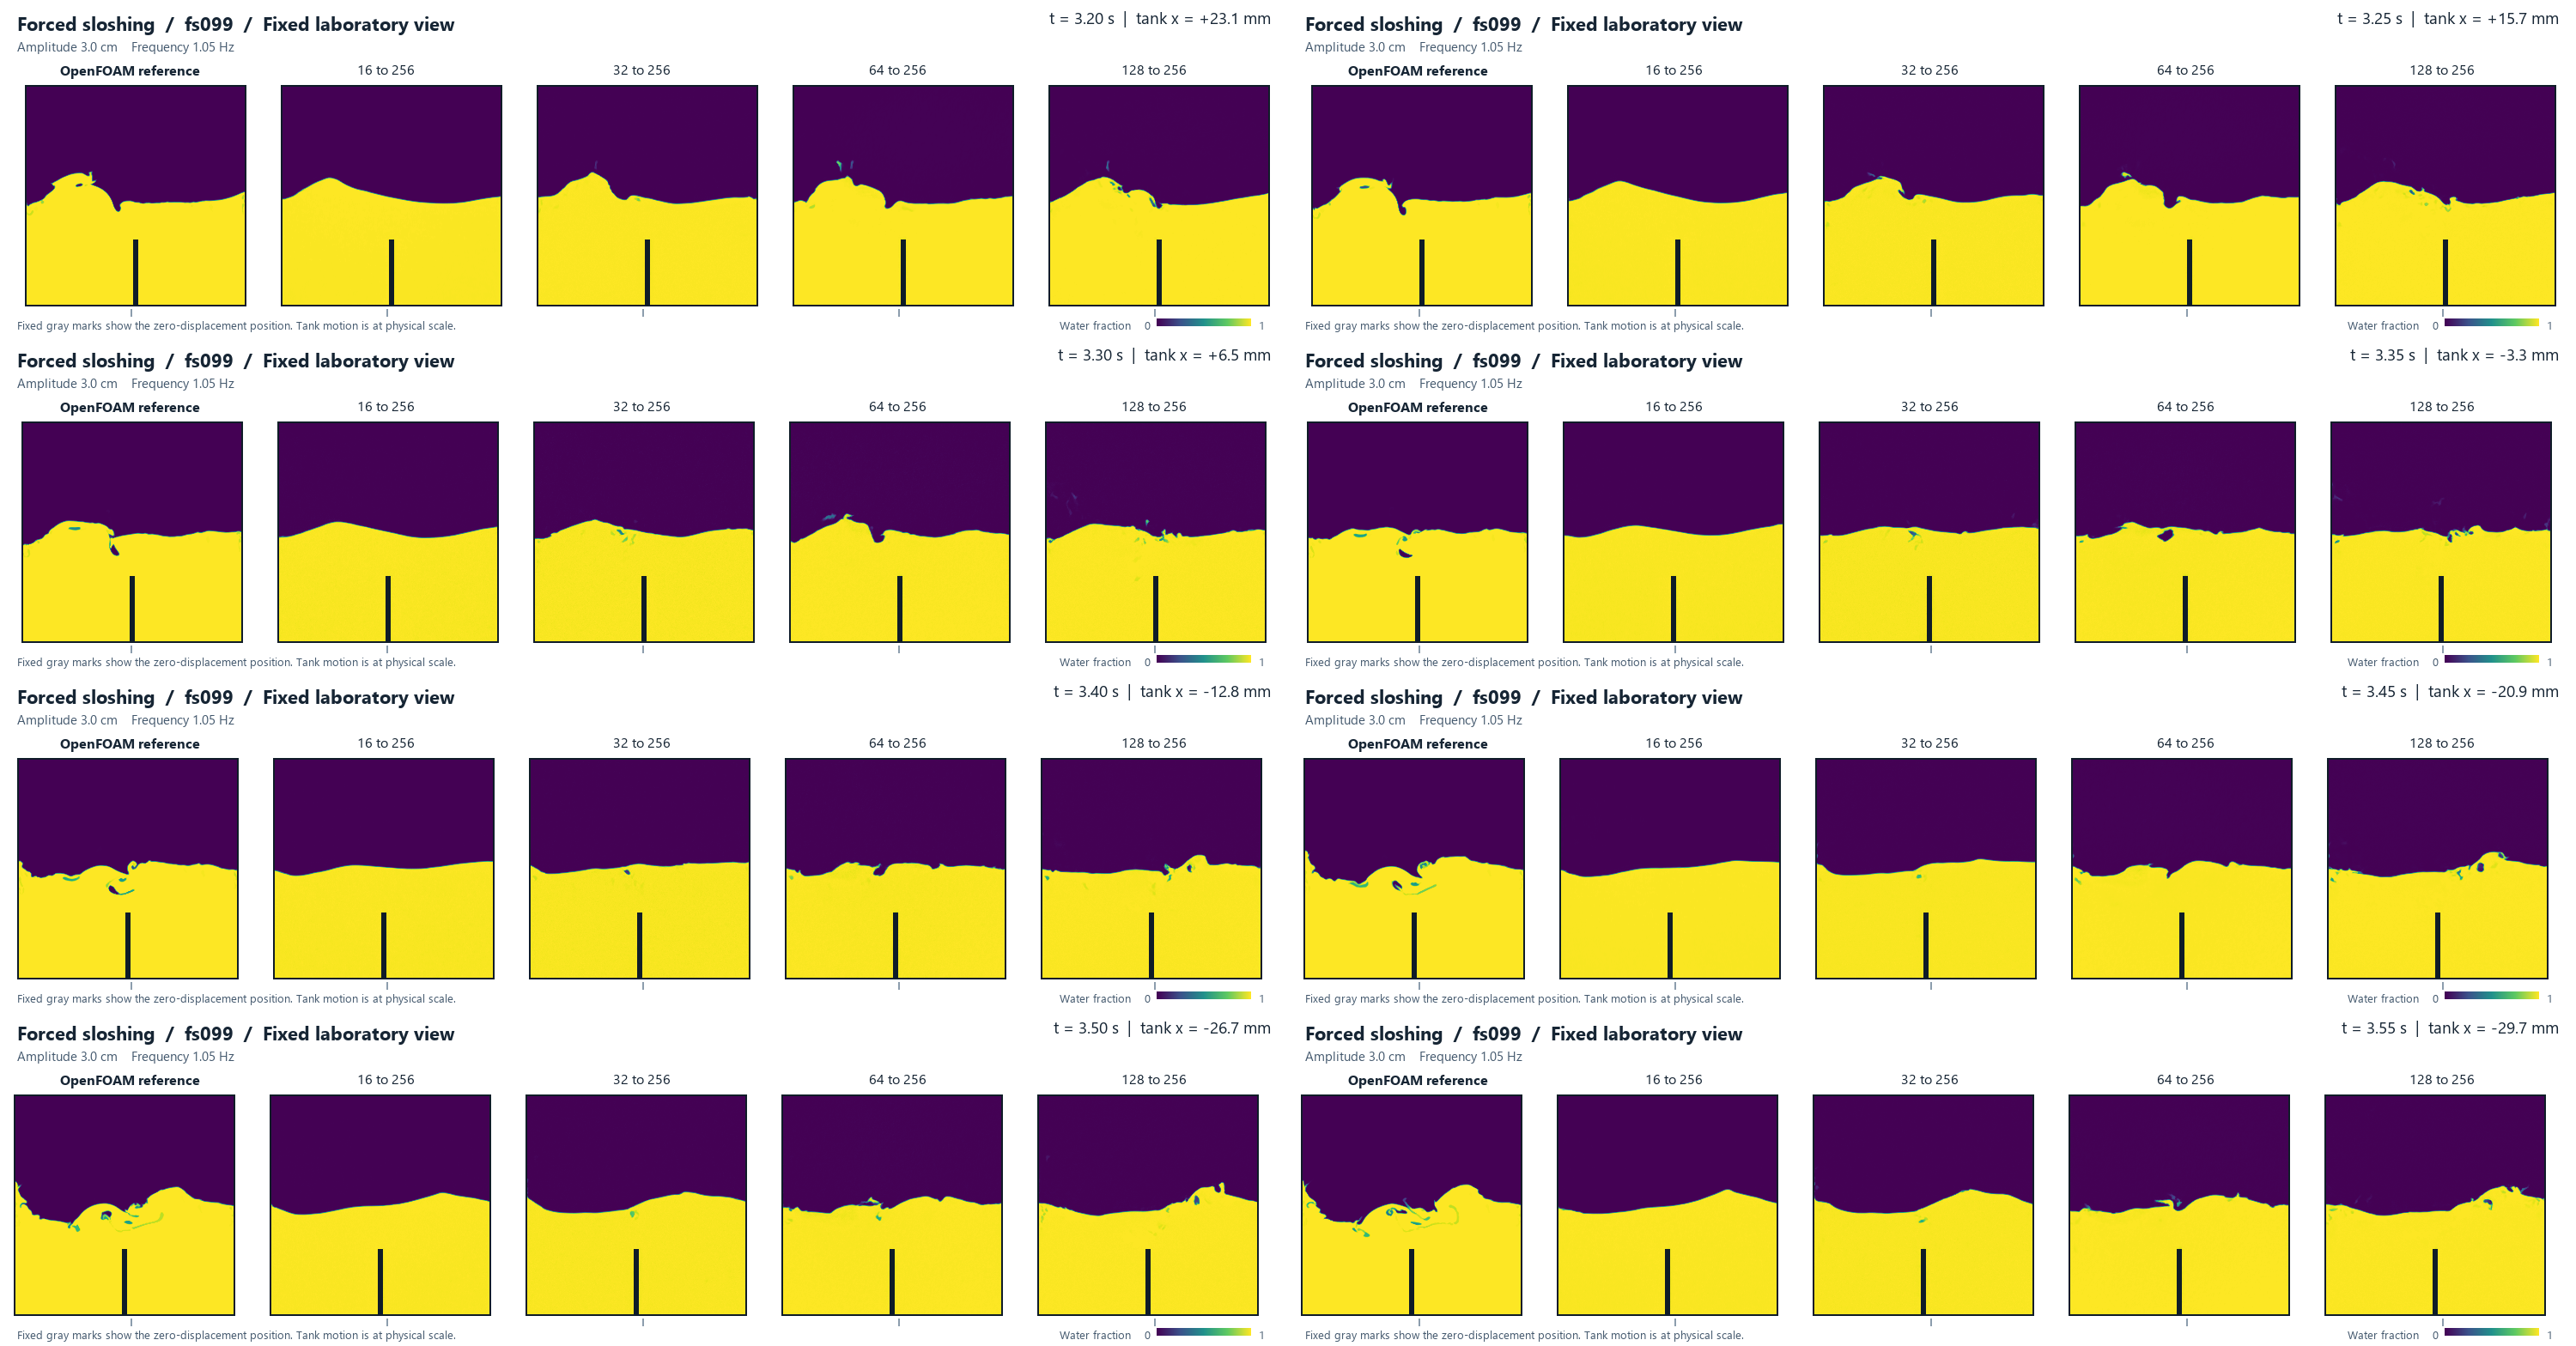 Forced sloshing / fs099 / Fixed laboratory view
t = 3.20 s | tank x = +23.1 mm
Amplitude 3.0 cm Frequency 1.05 Hz
OpenFOAM reference 16 to 256 32 to 256 64 to 256 128 to 256
Fixed gray marks show the zero-displacement position. Tank motion is at physical scale.
Water fraction 0 1
Forced sloshing / fs099 / Fixed laboratory view
t = 3.25 s | tank x = +15.7 mm
Amplitude 3.0 cm Frequency 1.05 Hz
OpenFOAM reference 16 to 256 32 to 256 64 to 256 128 to 256
Fixed gray marks show the zero-displacement position. Tank motion is at physical scale.
Water fraction 0 1
Forced sloshing / fs099 / Fixed laboratory view
t = 3.30 s | tank x = +6.5 mm
Amplitude 3.0 cm Frequency 1.05 Hz
OpenFOAM reference 16 to 256 32 to 256 64 to 256 128 to 256
Fixed gray marks show the zero-displacement position. Tank motion is at physical scale.
Water fraction 0 1
Forced sloshing / fs099 / Fixed laboratory view
t = 3.35 s | tank x = -3.3 mm
Amplitude 3.0 cm Frequency 1.05 Hz
OpenFOAM reference 16 to 256 32 to 256 64 to 256 128 to 256
Fixed gray marks show the zero-displacement position. Tank motion is at physical scale.
Water fraction 0 1
Forced sloshing / fs099 / Fixed laboratory view
t = 3.40 s | tank x = -12.8 mm
Amplitude 3.0 cm Frequency 1.05 Hz
OpenFOAM reference 16 to 256 32 to 256 64 to 256 128 to 256
Fixed gray marks show the zero-displacement position. Tank motion is at physical scale.
Water fraction 0 1
Forced sloshing / fs099 / Fixed laboratory view
t = 3.45 s | tank x = -20.9 mm
Amplitude 3.0 cm Frequency 1.05 Hz
OpenFOAM reference 16 to 256 32 to 256 64 to 256 128 to 256
Fixed gray marks show the zero-displacement position. Tank motion is at physical scale.
Water fraction 0 1
Forced sloshing / fs099 / Fixed laboratory view
t = 3.50 s | tank x = -26.7 mm
Amplitude 3.0 cm Frequency 1.05 Hz
OpenFOAM reference 16 to 256 32 to 256 64 to 256 128 to 256
Fixed gray marks show the zero-displacement position. Tank motion is at physical scale.
Water fraction 0 1
Forced sloshing / fs099 / Fixed laboratory view
t = 3.55 s | tank x = -29.7 mm
Amplitude 3.0 cm Frequency 1.05 Hz
OpenFOAM reference 16 to 256 32 to 256 64 to 256 128 to 256
Fixed gray marks show the zero-displacement position. Tank motion is at physical scale.
Water fraction 0 1